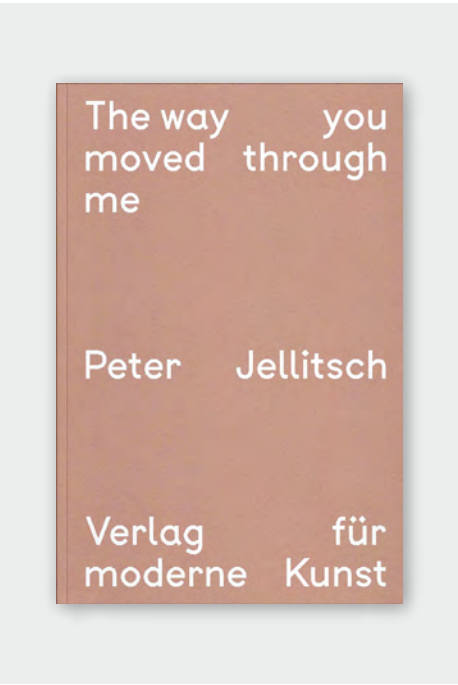 The way you
moved through
me
Peter Jellitsch
Verlag für
moderne Kunst